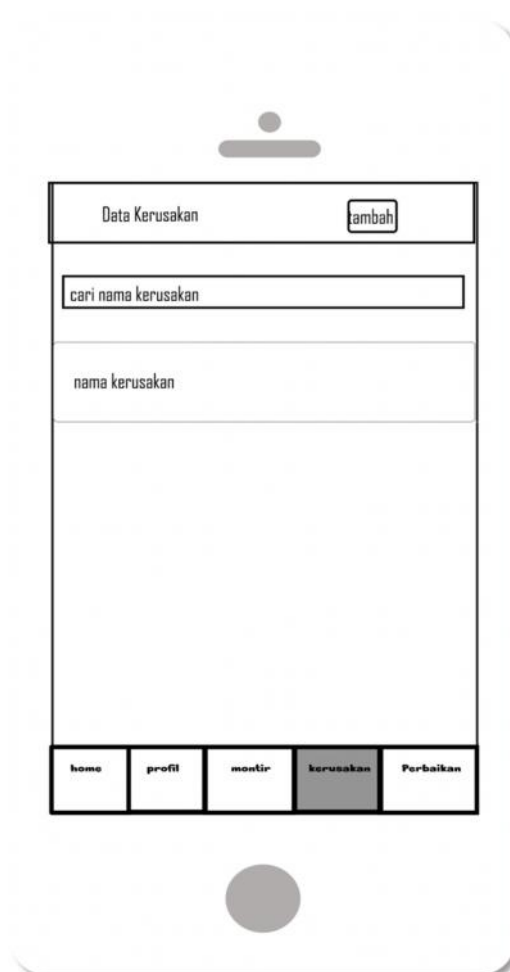 Data Kerusakan
tambah
cari nama kerusakan
nama kerusakan
home profil montir kerusakan Perbaikan